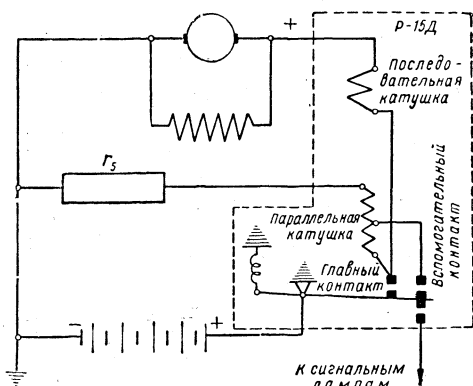 +
Р-15Д
Последо-
вательная
катушка
r₅
Параллельная
катушка
Главный
контакт
Вспомогательный
контакт
-
+
К сигнальным
лампам